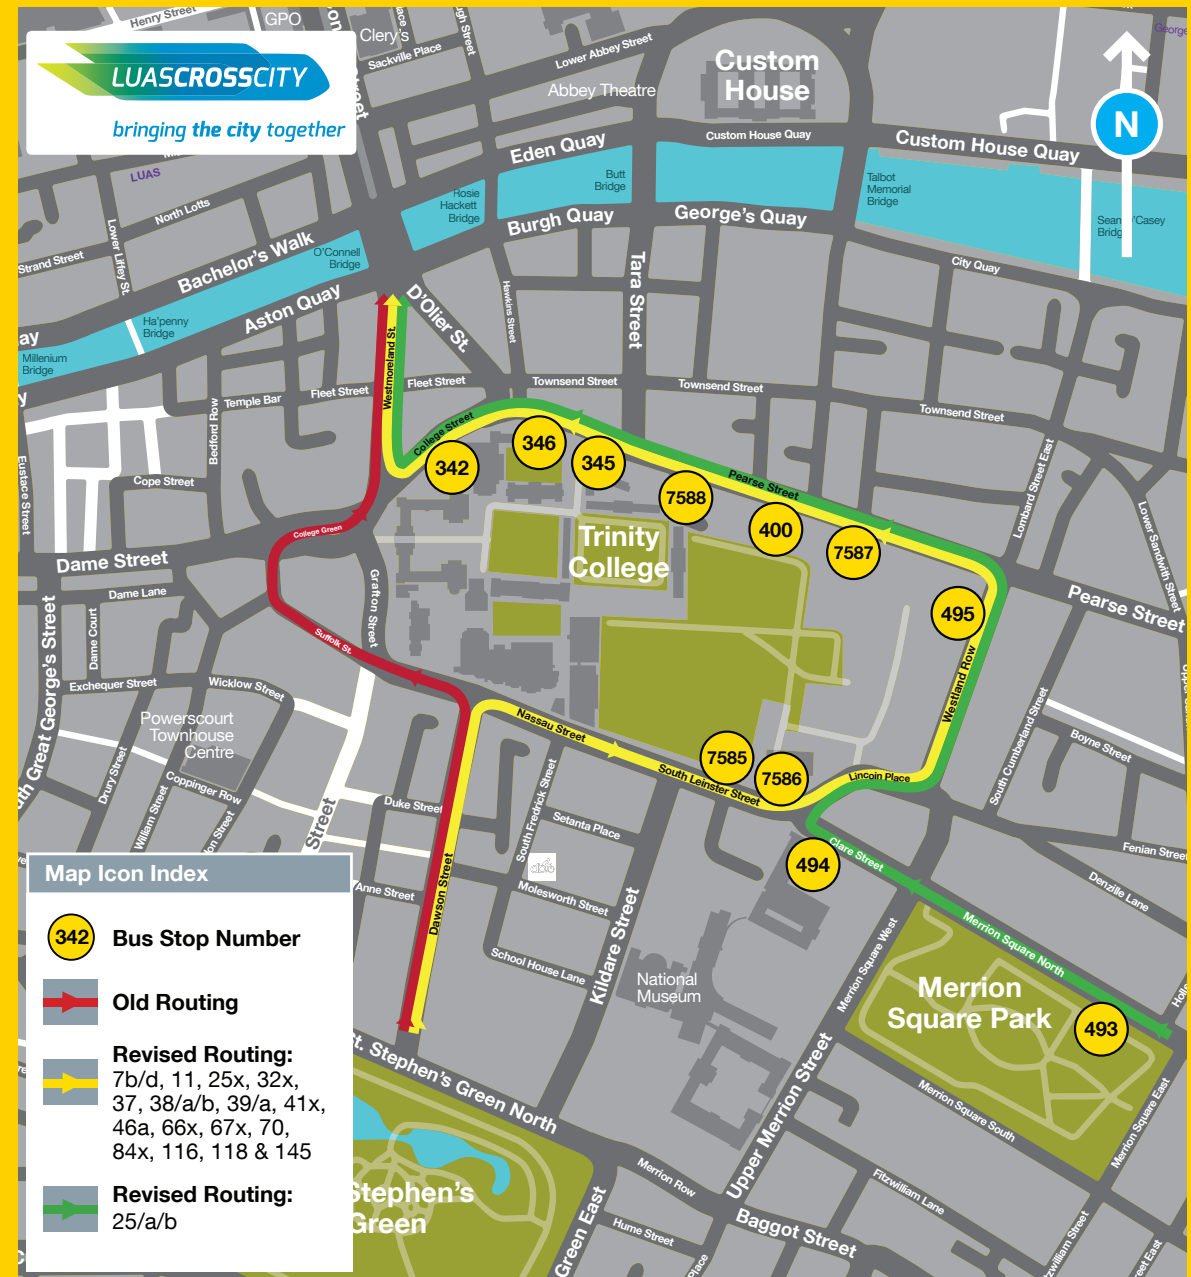 Henry Street
GPO
Clery's
Sackville Place
Lower Abbey Street
Abbey Theatre
Custom
House
George
N
LUASCROSSCITY
bringing the city together
LUAS
Eden Quay
Custom House Quay
Custom House Quay
North Lotts
Lower Liffey St.
Strand Street
Bachelor's Walk
O'Connell
Bridge
Rosie
Hackett
Bridge
Butt
Bridge
Talbot
Memorial
Bridge
Sean O'Casey
Bridge
Burgh Quay
George's Quay
City Quay
Aston Quay
Ha'penny
Bridge
Millenium
Bridge
D'Olier St.
Hawkins Street
Tara Street
Westmoreland St.
Fleet Street
Fleet Street
Temple Bar
Bedford Row
Townsend Street
Townsend Street
Townsend Street
College Street
Cope Street
Eustace Street
342
346
345
7588
400
7587
495
Pearse Street
Pearse Street
Lombard Street East
Lower Sandwith Street
College Green
Dame Street
Dame Lane
Dame Court
Grafton Street
Suffolk St.
Trinity
College
Exchequer Street
Wicklow Street
Powerscourt
Townhouse
Centre
Coppinger Row
Drury Street
William Street
Westland Row
South Cumberland Street
Boyne Street
Nassau Street
South Leinster Street
Lincoln Place
7585
7586
Duke Street
Dawson Street
South Fredrick Street
Setanta Place
Molesworth Street
School House Lane
Kildare Street
Anne Street
Street
494
Clare Street
Fenian Street
Denzille Lane
Merrion Square North
Merrion Square West
Merrion
Square Park
493
National
Museum
Merrion Square South
Merrion Square East
Upper Merrion Street
St. Stephen's Green North
Stephen's
Green
Green East
Merrion Row
Hume Street
Place
Baggot Street
Fitzwilliam Lane
Map Icon Index
342 Bus Stop Number
Old Routing
Revised Routing:
7b/d, 11, 25x, 32x,
37, 38/a/b, 39/a, 41x,
46a, 66x, 67x, 70,
84x, 116, 118 & 145
Revised Routing:
25/a/b